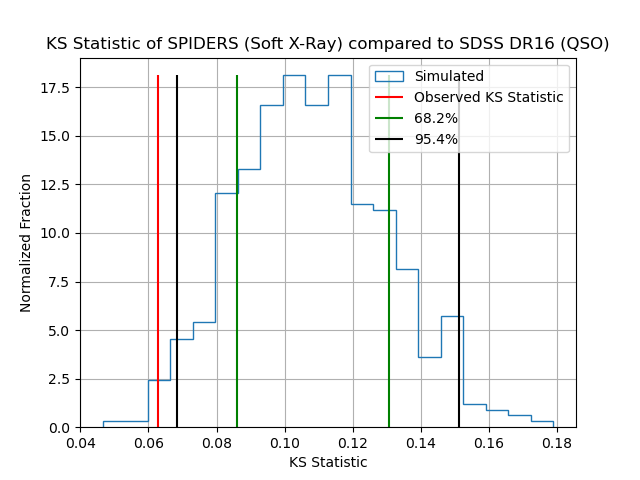 KS Statistic of SPIDERS (Soft X-Ray) compared to SDSS DR16 (QSO)
Normalized Fraction
17.5
15.0
12.5
10.0
7.5
5.0
2.5
0.0
Simulated
Observed KS Statistic
68.2%
95.4%
0.04 0.06 0.08 0.10 0.12 0.14 0.16 0.18
KS Statistic